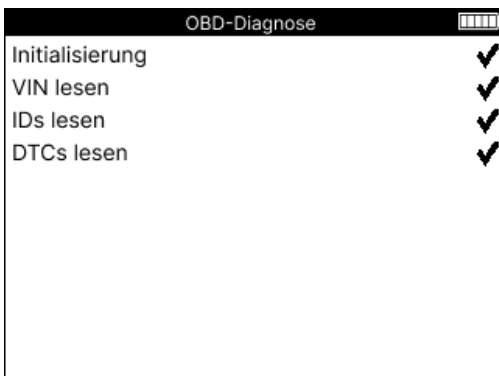 OBD-Diagnose
Initialisierung
VIN lesen
IDs lesen
DTCs lesen